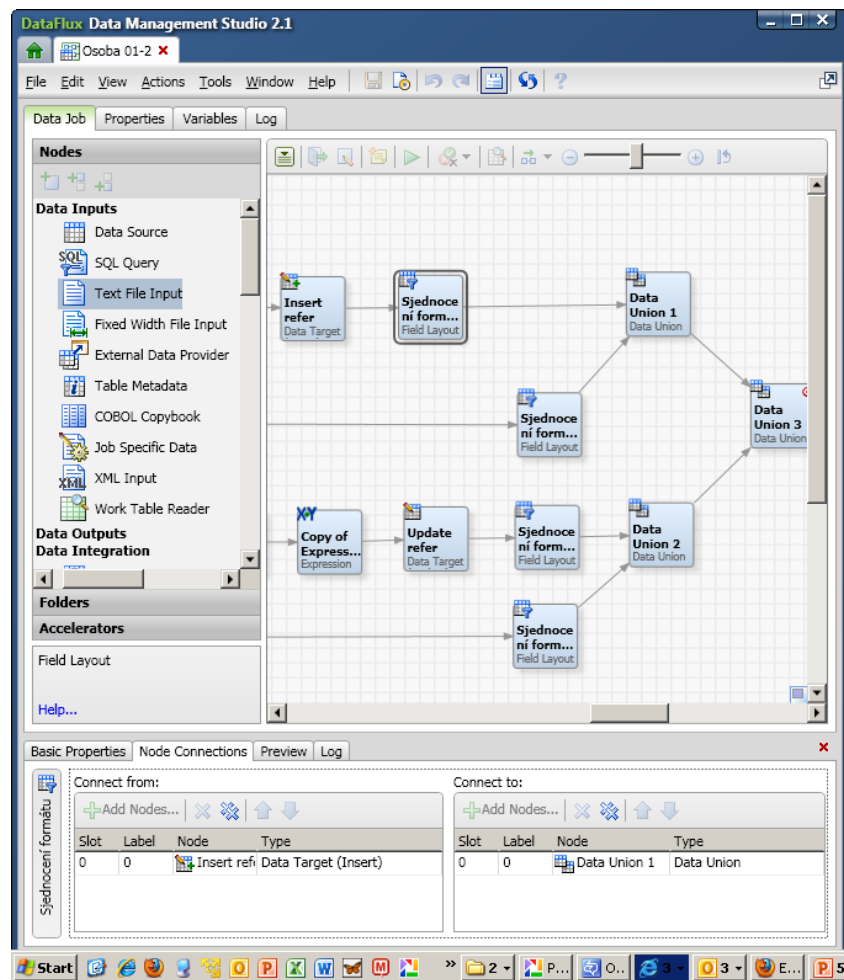 DataFlux Data Management Studio 2.1
Osoba 01-2
File Edit View Actions Tools Window Help
Data Job Properties Variables Log
Nodes
Data Inputs
Data Source
SQL Query
Text File Input
Fixed Width File Input
External Data Provider
Table Metadata
COBOL Copybook
Job Specific Data
XML Input
Work Table Reader
Data Outputs
Data Integration
Folders
Accelerators
Field Layout
Help...
Insert
refer
Data Target
Sjednoce
ní form...
Field Layout
Data
Union 1
Data Union
Sjednoce
ní form...
Field Layout
Data
Union 3
Data Union
Copy of
Express...
Expression
Update
refer
Data Target
Sjednoce
ní form...
Field Layout
Data
Union 2
Data Union
Sjednoce
ní form...
Field Layout
Basic Properties Node Connections Preview Log
Sjednocení formátu
Connect from:
Add Nodes...
Slot Label Node Type
0 0 Insert ref Data Target (Insert)
Connect to:
Add Nodes...
Slot Label Node Type
0 0 Data Union 1 Data Union
Start » 2 P... O.. 3 3 E... 5